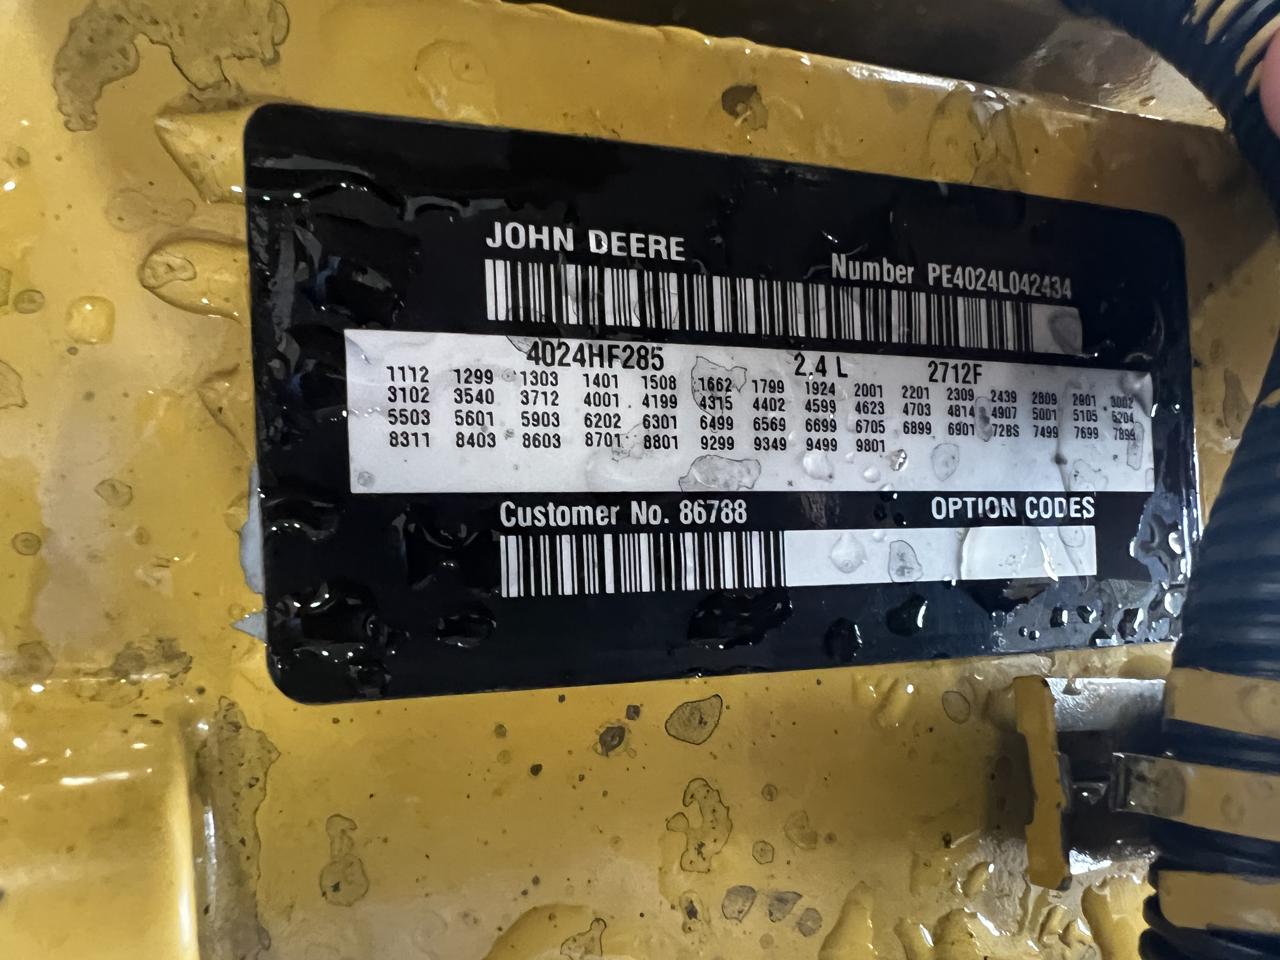 JOHN DEERE
Number PE4024L042434
4024HF285 2.4 L 2712F
1112 1299 1303 1401 1508 1662 1799 1924 2001 2201 2309 2439 2809 2901 3002
3102 3540 3712 4001 4199 4315 4402 4599 4623 4703 4814 4907 5001 5105 5204
5503 5601 5903 6202 6301 6499 6569 6699 6705 6899 6901 72BS 7499 7699 7899
8311 8403 8603 8701 8801 9299 9349 9499 9801
Customer No. 86788 OPTION CODES